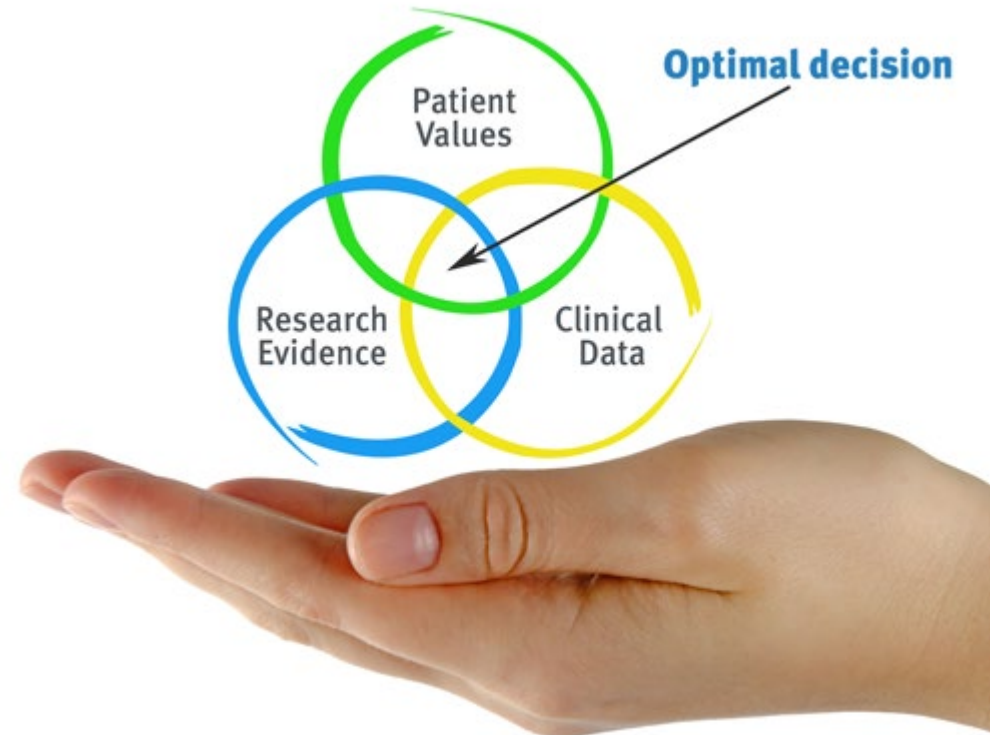 Optimal decision
Patient
Values
Research
Evidence
Clinical
Data